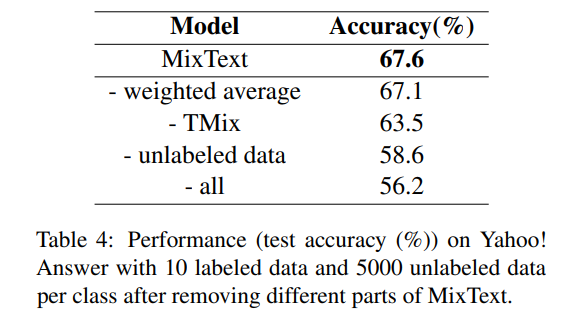 Model Accuracy(%)
MixText 67.6
- weighted average 67.1
- TMix 63.5
- unlabeled data 58.6
- all 56.2
Table 4: Performance (test accuracy (%)) on Yahoo!
Answer with 10 labeled data and 5000 unlabeled data
per class after removing different parts of MixText.